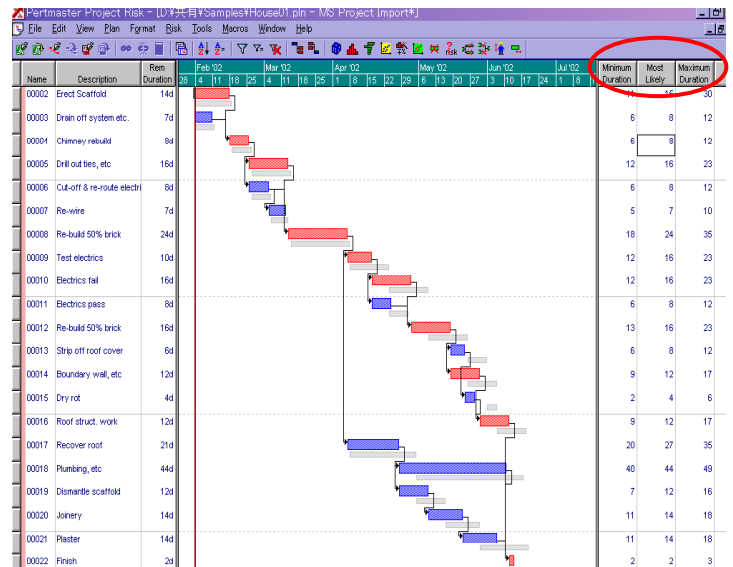 Pertmaster Project Risk - [D:¥共有¥Samples¥House01.pln - MS Project Import*]
File Edit View Plan Format Risk Tools Macros Window Help
Name Description Rem Duration 28 Feb '02 4 11 18 25 Mar '02 4 11 18 25 Apr '02 1 8 15 22 29 May '02 6 13 20 27 Jun '02 3 10 17 24 Jul '02 1 8 Minimum Duration Most Likely Maximum Duration
00002 Erect Scaffold 14d 11 15 30
00003 Drain off system etc. 7d 6 8 12
00004 Chimney rebuild 8d 6 8 12
00005 Drill out ties, etc 16d 12 16 23
00006 Cut-off & re-route electri 8d 6 8 12
00007 Re-wire 7d 5 7 10
00008 Re-build 50% brick 24d 18 24 35
00009 Test electrics 10d 12 16 23
00010 Electrics fail 16d 12 16 23
00011 Electrics pass 8d 6 8 12
00012 Re-build 50% brick 16d 13 16 23
00013 Strip off roof cover 6d 6 8 12
00014 Boundary wall, etc 12d 9 12 17
00015 Dry rot 4d 2 4 6
00016 Roof struct. work 12d 9 12 17
00017 Recover roof 21d 20 27 35
00018 Plumbing, etc 44d 40 44 49
00019 Dismantle scaffold 12d 7 12 16
00020 Joinery 14d 11 14 18
00021 Plaster 14d 11 14 18
00022 Finish 2d 2 2 3